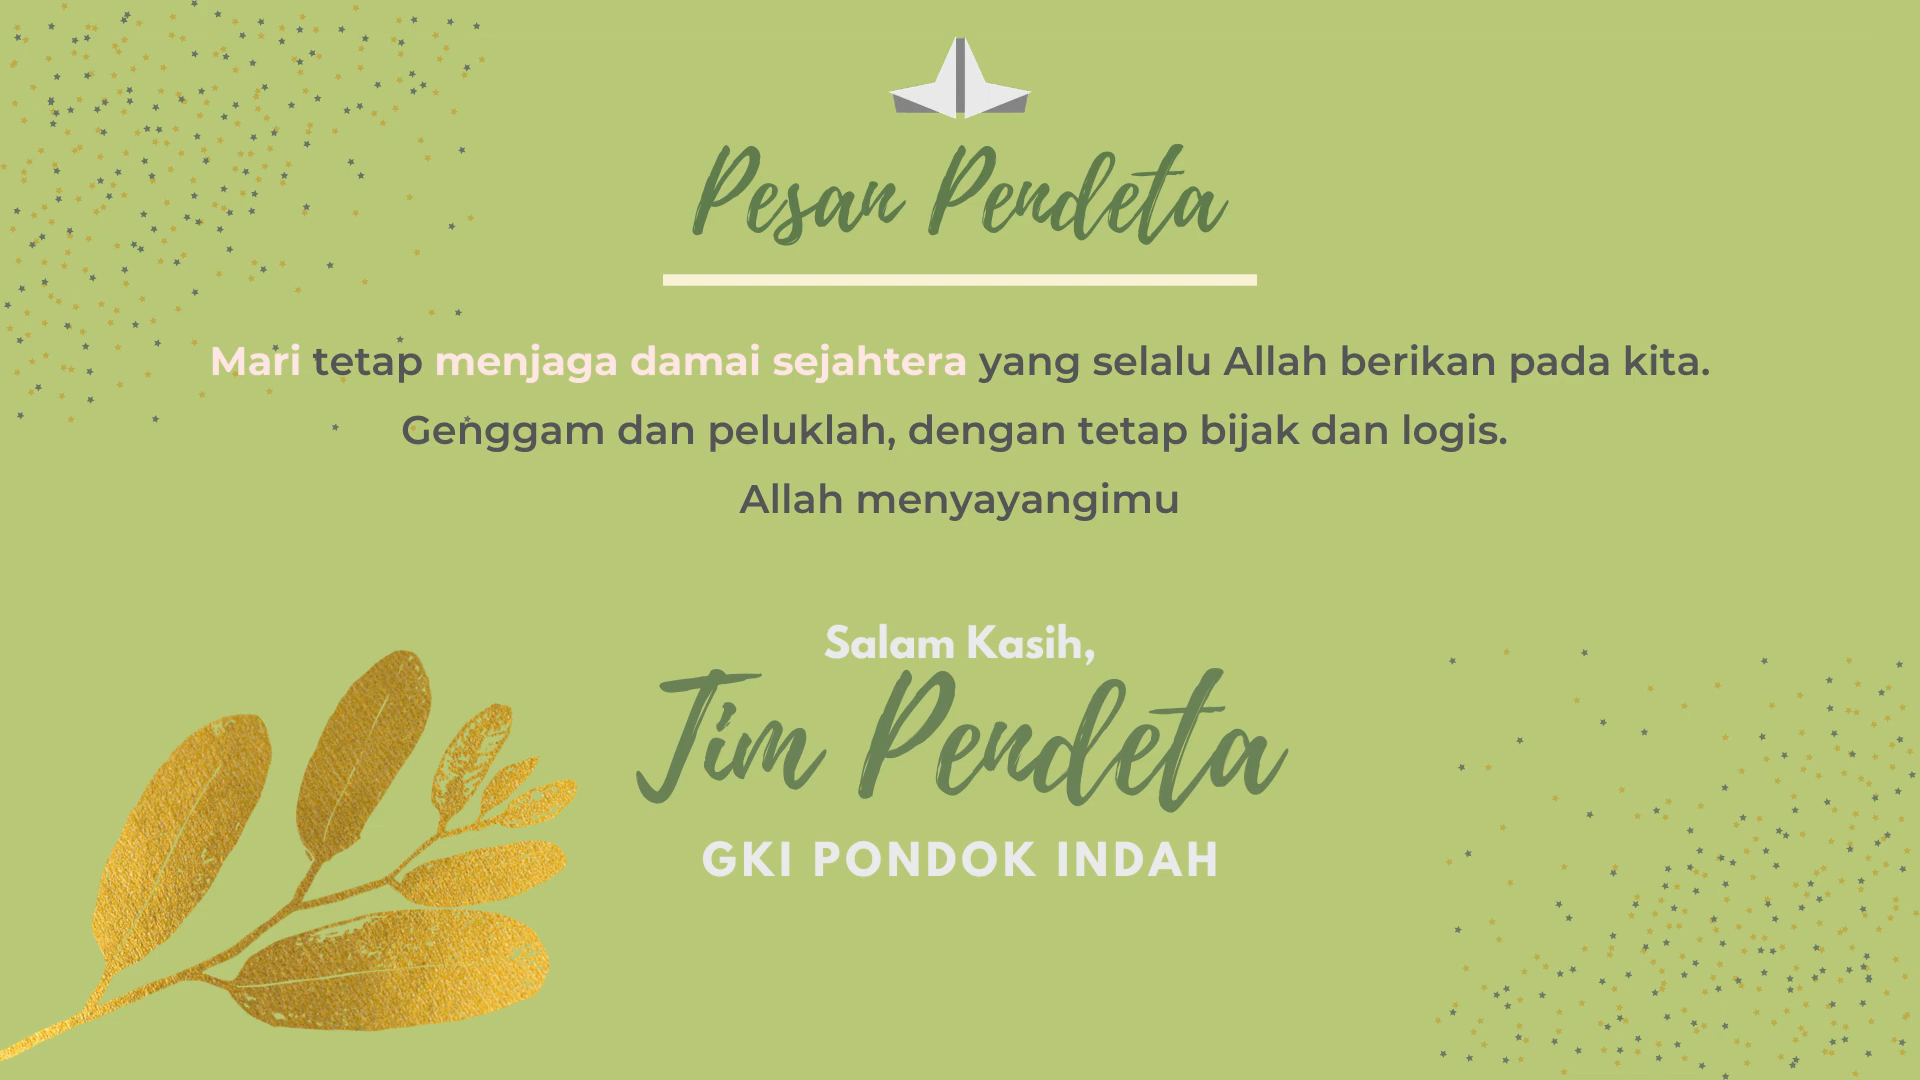 Pesan Pendeta
Mari tetap menjaga damai sejahtera yang selalu Allah berikan pada kita.
Genggam dan peluklah, dengan tetap bijak dan logis.
Allah menyayangimu
Salam Kasih,
Tim Pendeta
GKI PONDOK INDAH